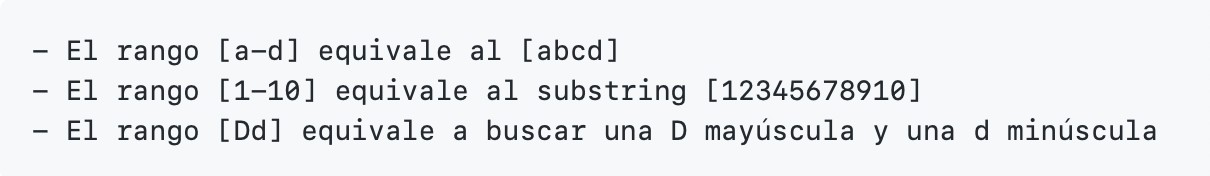 – El rango [a–d] equivale al [abcd]
– El rango [1–10] equivale al substring [12345678910]
– El rango [Dd] equivale a buscar una D mayúscula y una d minúscula